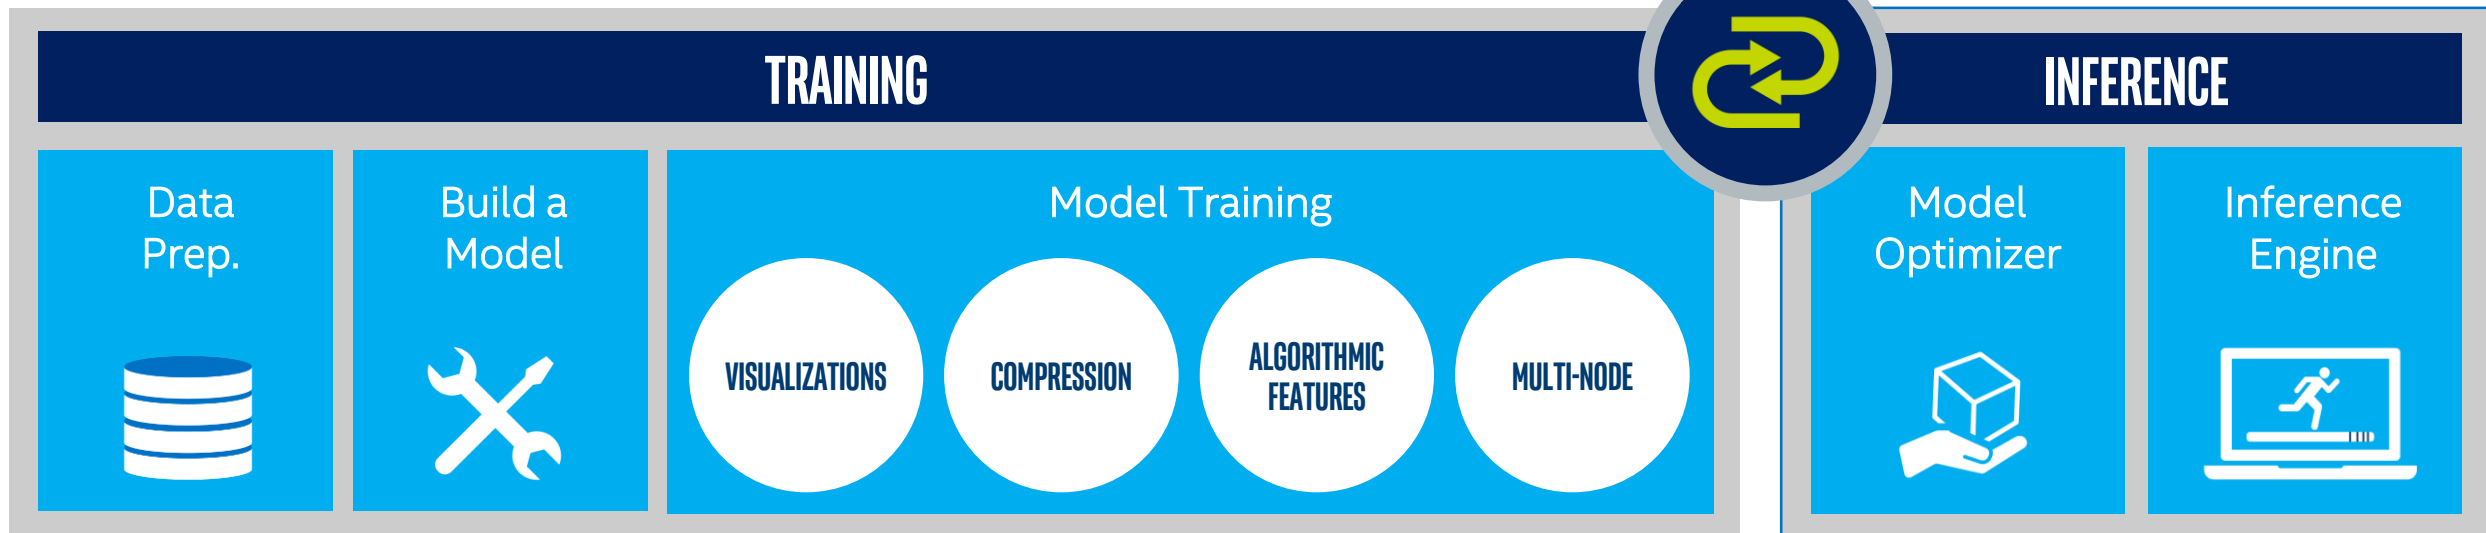 TRAINING
INFERENCE
Data
Prep.
Build a
Model
Model Training
VISUALIZATIONS
COMPRESSION
ALGORITHMIC
FEATURES
MULTI-NODE
Model
Optimizer
Inference
Engine